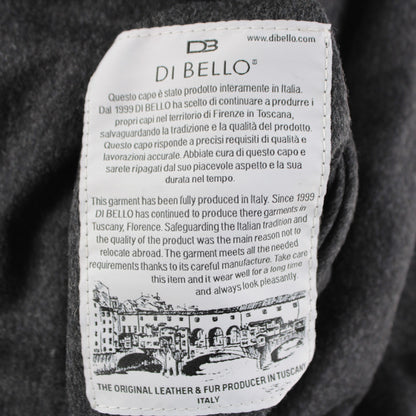 DB
www.dibello.com
DI BELLO®
Questo capo è stato prodotto interamente in Italia.
Dal 1999 DI BELLO ha scelto di continuare a produrre i
propri capi nel territorio di Firenze in Toscana,
salvaguardando la tradizione e la qualità del prodotto.
Questo capo risponde a precisi requisiti di qualità e
lavorazioni accurate. Abbiate cura di questo capo e
sarete ripagati dal suo piacevole aspetto e la sua
durata nel tempo.
This garment has been fully produced in Italy. Since 1999
DI BELLO has continued to produce there garments in
Tuscany, Florence. Safeguarding the Italian tradition and
the quality of the product was the main reason not to
relocate abroad. The garment meets all the needed
requirements thanks to its careful manufacture. Take care
this item and it wear well for a long time
and always look pleasantly.
THE ORIGINAL LEATHER & FUR PRODUCER IN TUSCANY
ITALY